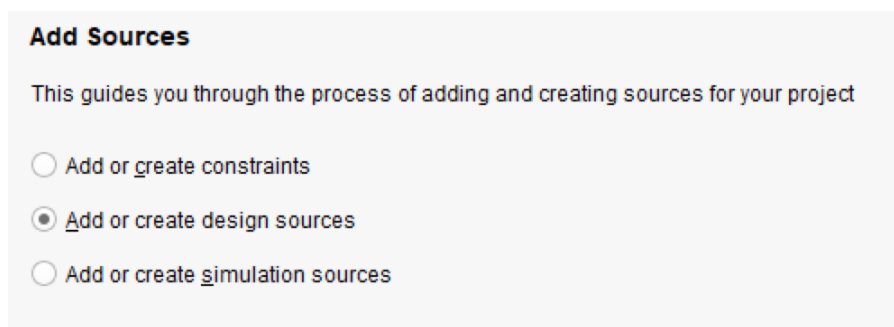 Add Sources
This guides you through the process of adding and creating sources for your project
Add or create constraints
Add or create design sources
Add or create simulation sources